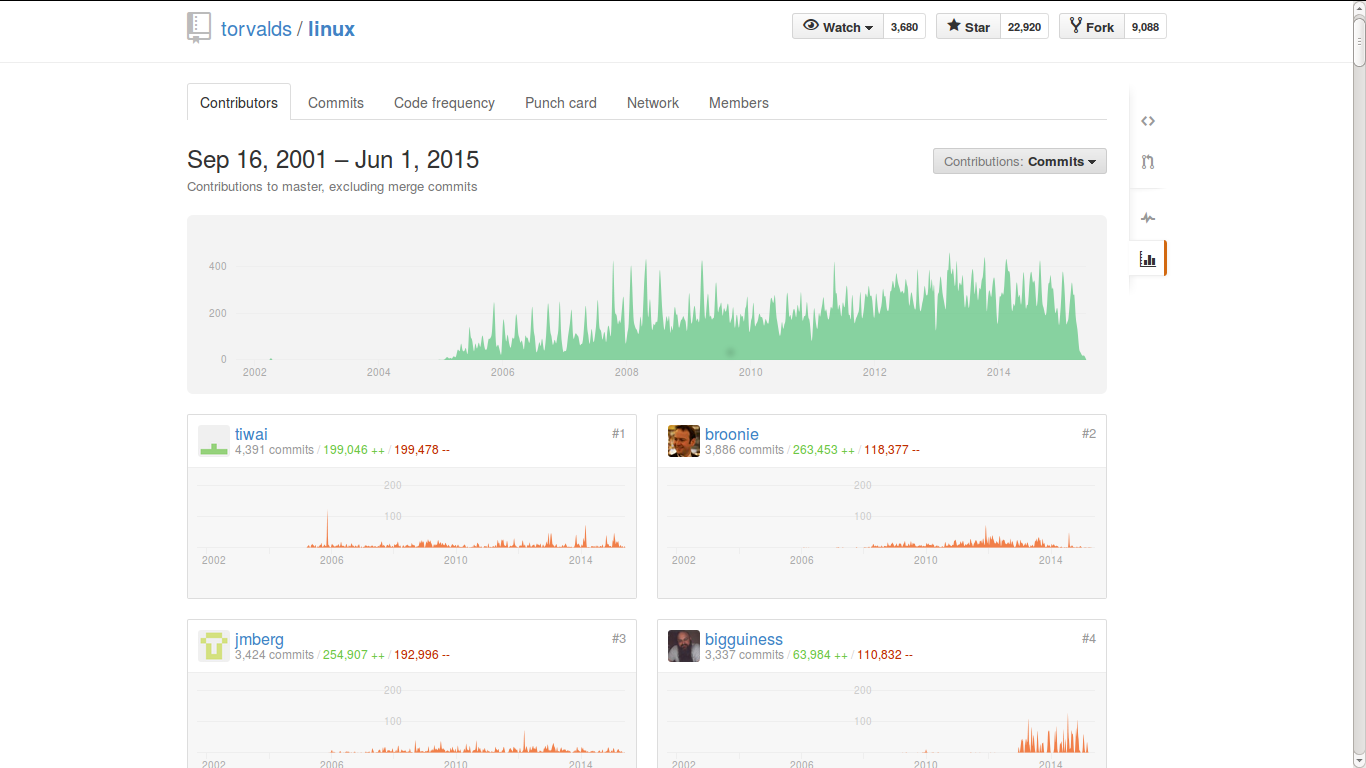 torvalds / linux
Watch 3,680 Star 22,920 Fork 9,088
Contributors Commits Code frequency Punch card Network Members
Sep 16, 2001 – Jun 1, 2015
Contributions: Commits
Contributions to master, excluding merge commits
400
200
0
2002 2004 2006 2008 2010 2012 2014
tiwai #1
4,391 commits / 199,046 ++ / 199,478 --
200
100
2002 2006 2010 2014
broonie #2
3,886 commits / 263,453 ++ / 118,377 --
200
100
2002 2006 2010 2014
jmberg #3
3,424 commits / 254,907 ++ / 192,996 --
200
100
2002 2006 2010 2014
bigguiness #4
3,337 commits / 63,984 ++ / 110,832 --
200
100
2002 2006 2010 2014